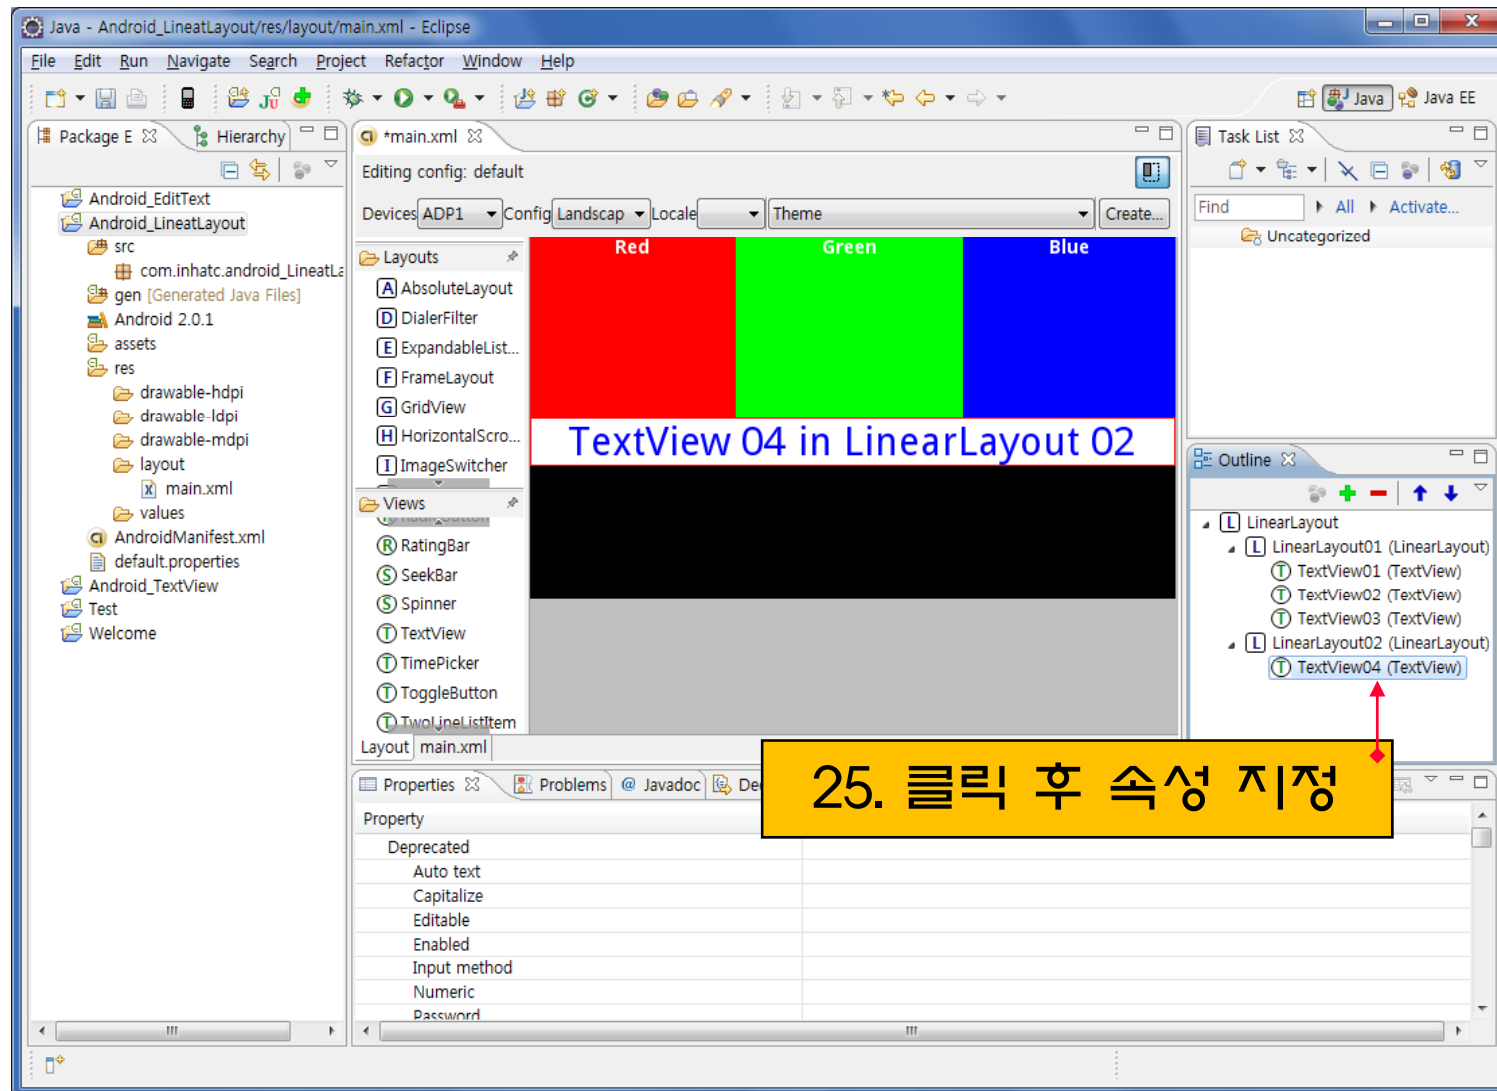 Java - Android_LineatLayout/res/layout/main.xml - Eclipse
File Edit Run Navigate Search Project Refactor Window Help
Java Java EE
Package E Hierarchy
Android_EditText
Android_LineatLayout
src
com.inhatc.android_LineatLa
gen [Generated Java Files]
Android 2.0.1
assets
res
drawable-hdpi
drawable-ldpi
drawable-mdpi
layout
main.xml
values
AndroidManifest.xml
default.properties
Android_TextView
Test
Welcome
*main.xml
Editing config: default
Devices ADP1 Config Landscap Locale Theme Create...
Layouts
AbsoluteLayout
DialerFilter
ExpandableList...
FrameLayout
GridView
HorizontalScro...
ImageSwitcher
Views
RadioButton
RatingBar
SeekBar
Spinner
TextView
TimePicker
ToggleButton
TwoLineListItem
Red Green Blue
TextView 04 in LinearLayout 02
Layout main.xml
Task List
Find All Activate...
Uncategorized
Outline
LinearLayout
LinearLayout01 (LinearLayout)
TextView01 (TextView)
TextView02 (TextView)
TextView03 (TextView)
LinearLayout02 (LinearLayout)
TextView04 (TextView)
25. 클릭 후 속성 지정
Properties Problems @ Javadoc De
Property
Deprecated
Auto text
Capitalize
Editable
Enabled
Input method
Numeric
Password